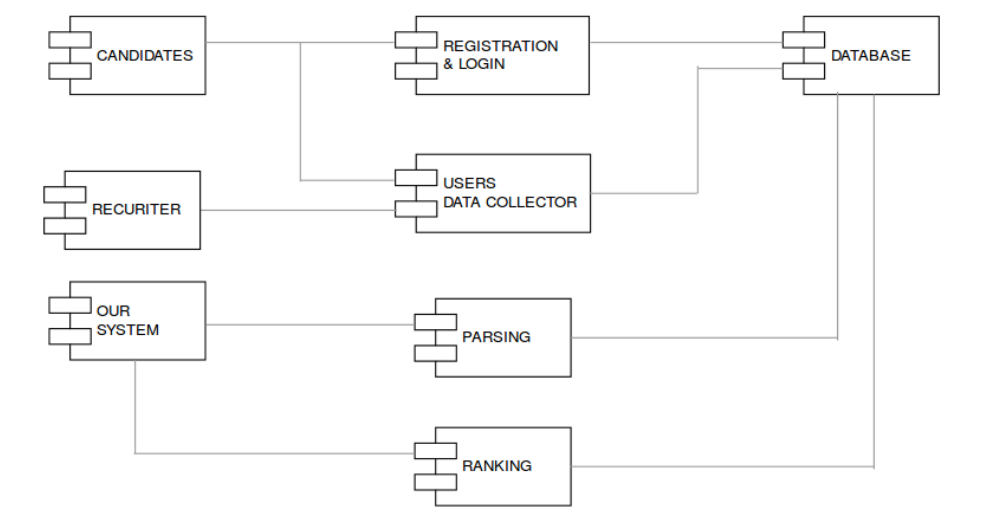 CANDIDATES
REGISTRATION
& LOGIN
DATABASE
USERS
DATA COLLECTOR
RECURITER
OUR
SYSTEM
PARSING
RANKING